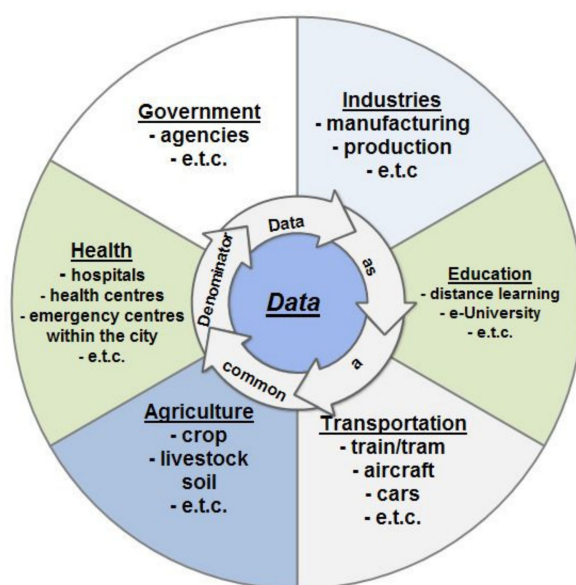 Government
- agencies
- e.t.c.
Industries
- manufacturing
- production
- e.t.c
Health
- hospitals
- health centres
- emergency centres
within the city
- e.t.c.
Data
as
a
common
Denominator
Data
Education
- distance learning
- e-University
- e.t.c.
Agriculture
- crop
- livestock
soil
- e.t.c.
Transportation
- train/tram
- aircraft
- cars
- e.t.c.